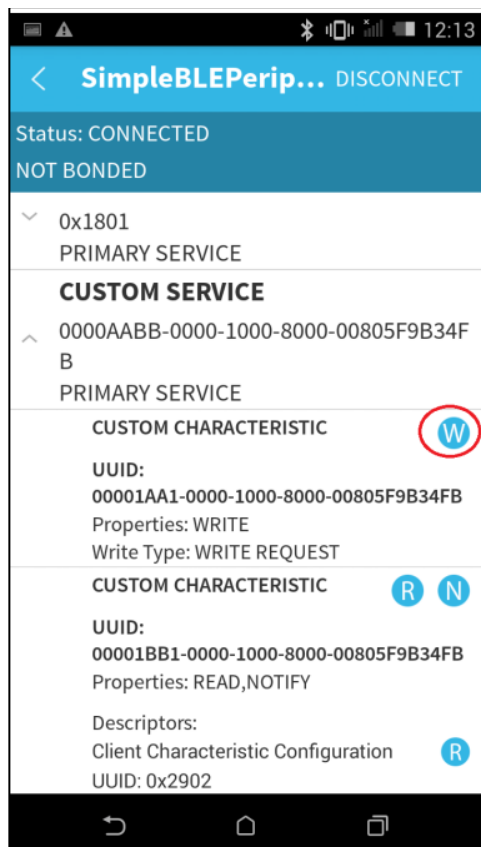 12:13
SimpleBLEPerip... DISCONNECT
Status: CONNECTED
NOT BONDED
0x1801
PRIMARY SERVICE
CUSTOM SERVICE
0000AABB-0000-1000-8000-00805F9B34F
B
PRIMARY SERVICE
CUSTOM CHARACTERISTIC W
UUID:
00001AA1-0000-1000-8000-00805F9B34FB
Properties: WRITE
Write Type: WRITE REQUEST
CUSTOM CHARACTERISTIC R N
UUID:
00001BB1-0000-1000-8000-00805F9B34FB
Properties: READ,NOTIFY
Descriptors:
Client Characteristic Configuration R
UUID: 0x2902